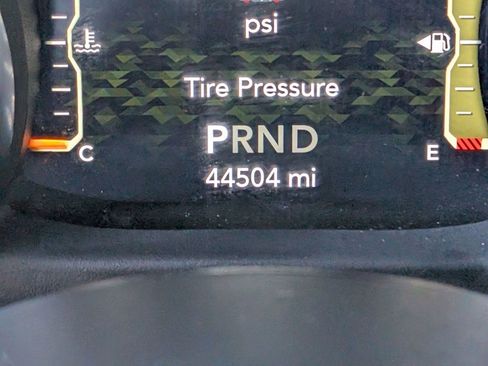 psi
Tire Pressure
PRND
C
E
44504 mi